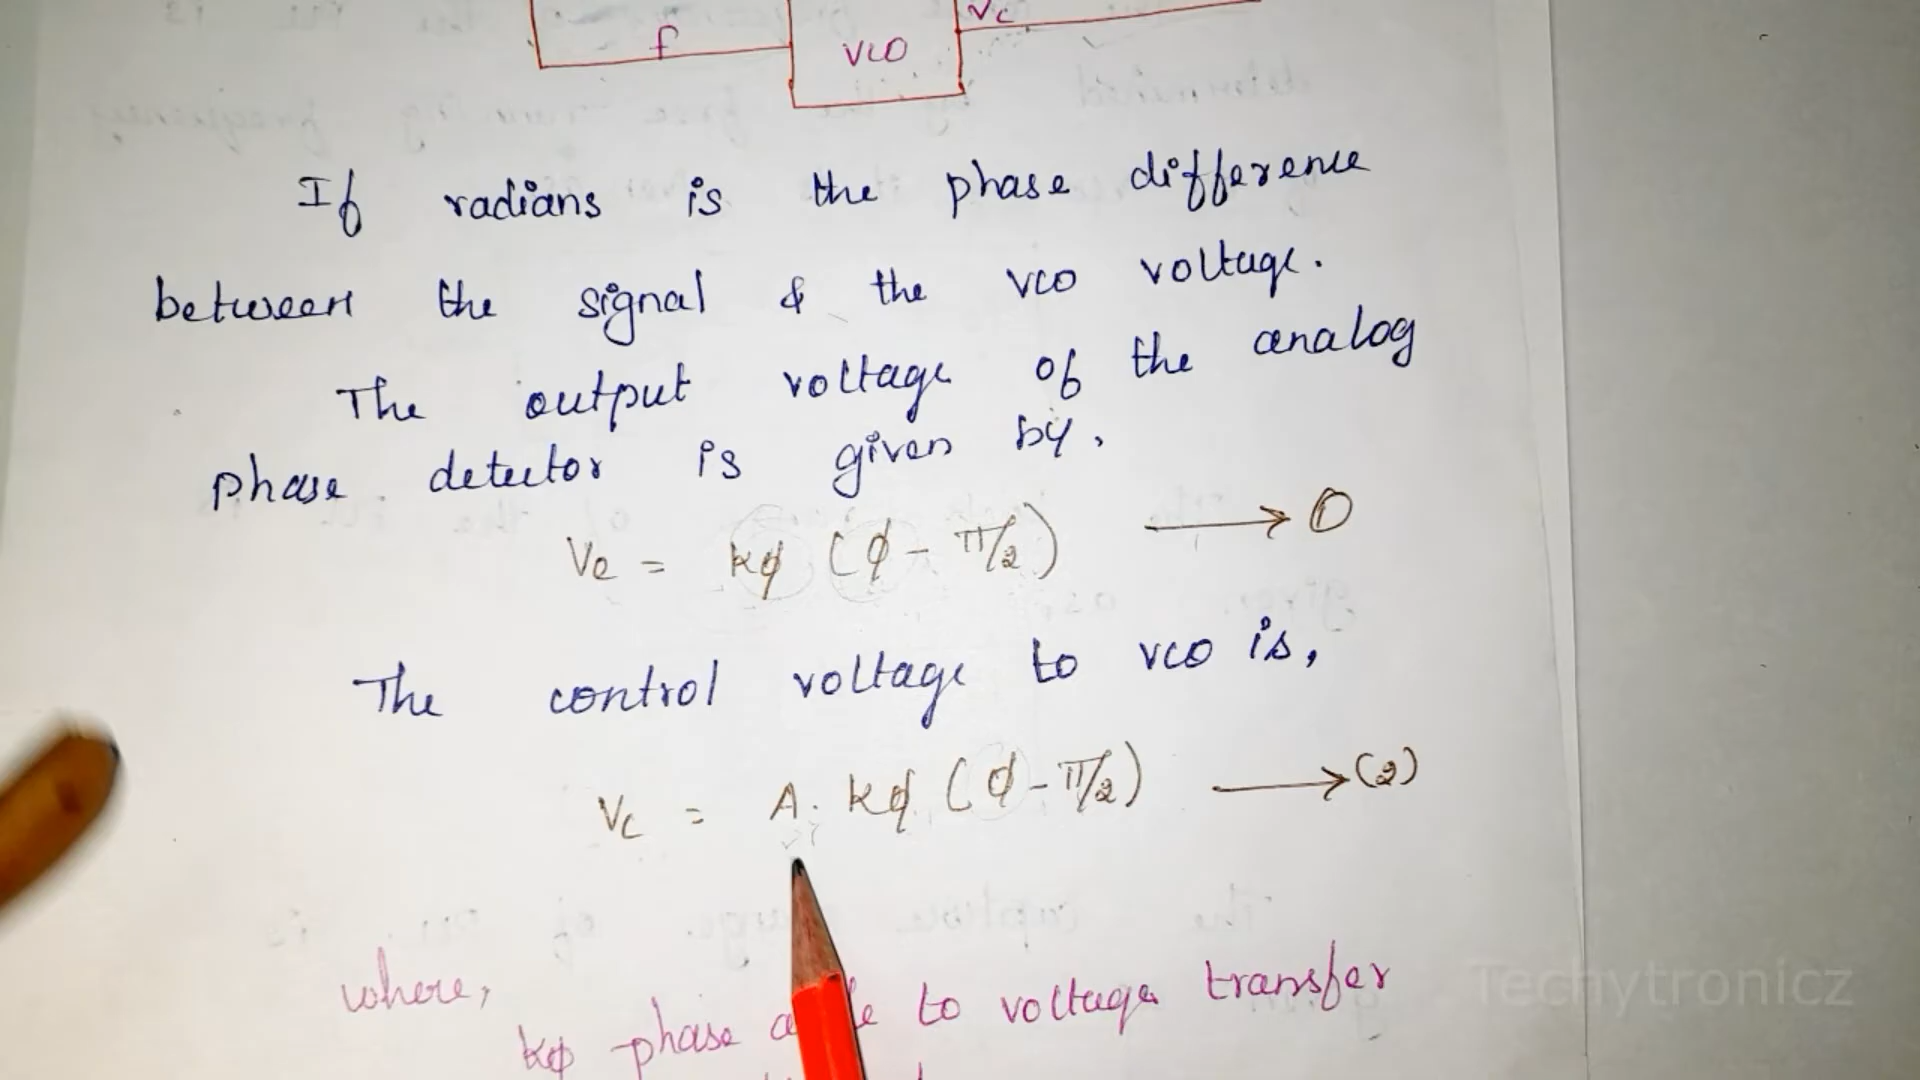 f VCO Vc
If radians is the phase difference
between the signal & the VCO voltage.
The output voltage of the analog
phase detector is given by,
Ve = kϕ (ϕ - π/2) → ①
The control voltage to VCO is,
Vc = A. kϕ (ϕ - π/2) → (2)
where,
kϕ - phase to voltage transfer
Techytronicz